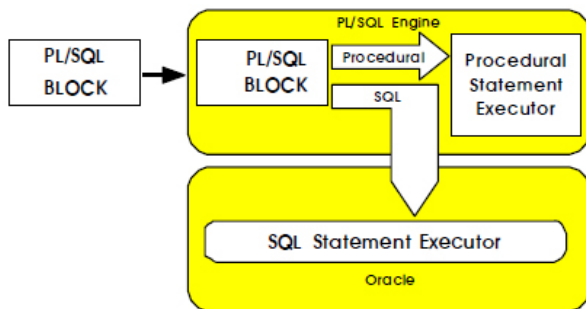 PL/SQL
BLOCK
PL/SQL Engine
PL/SQL
BLOCK
Procedural
SQL
Procedural
Statement
Executor
SQL Statement Executor
Oracle